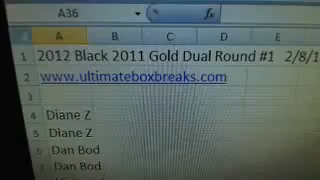 A36 fx
A B C D E
1 2012 Black 2011 Gold Dual Round #1 2/8/1
2 www.ultimateboxbreaks.com
3
4 Diane Z
5 Diane Z
6 Dan Bod
7 Dan Bod